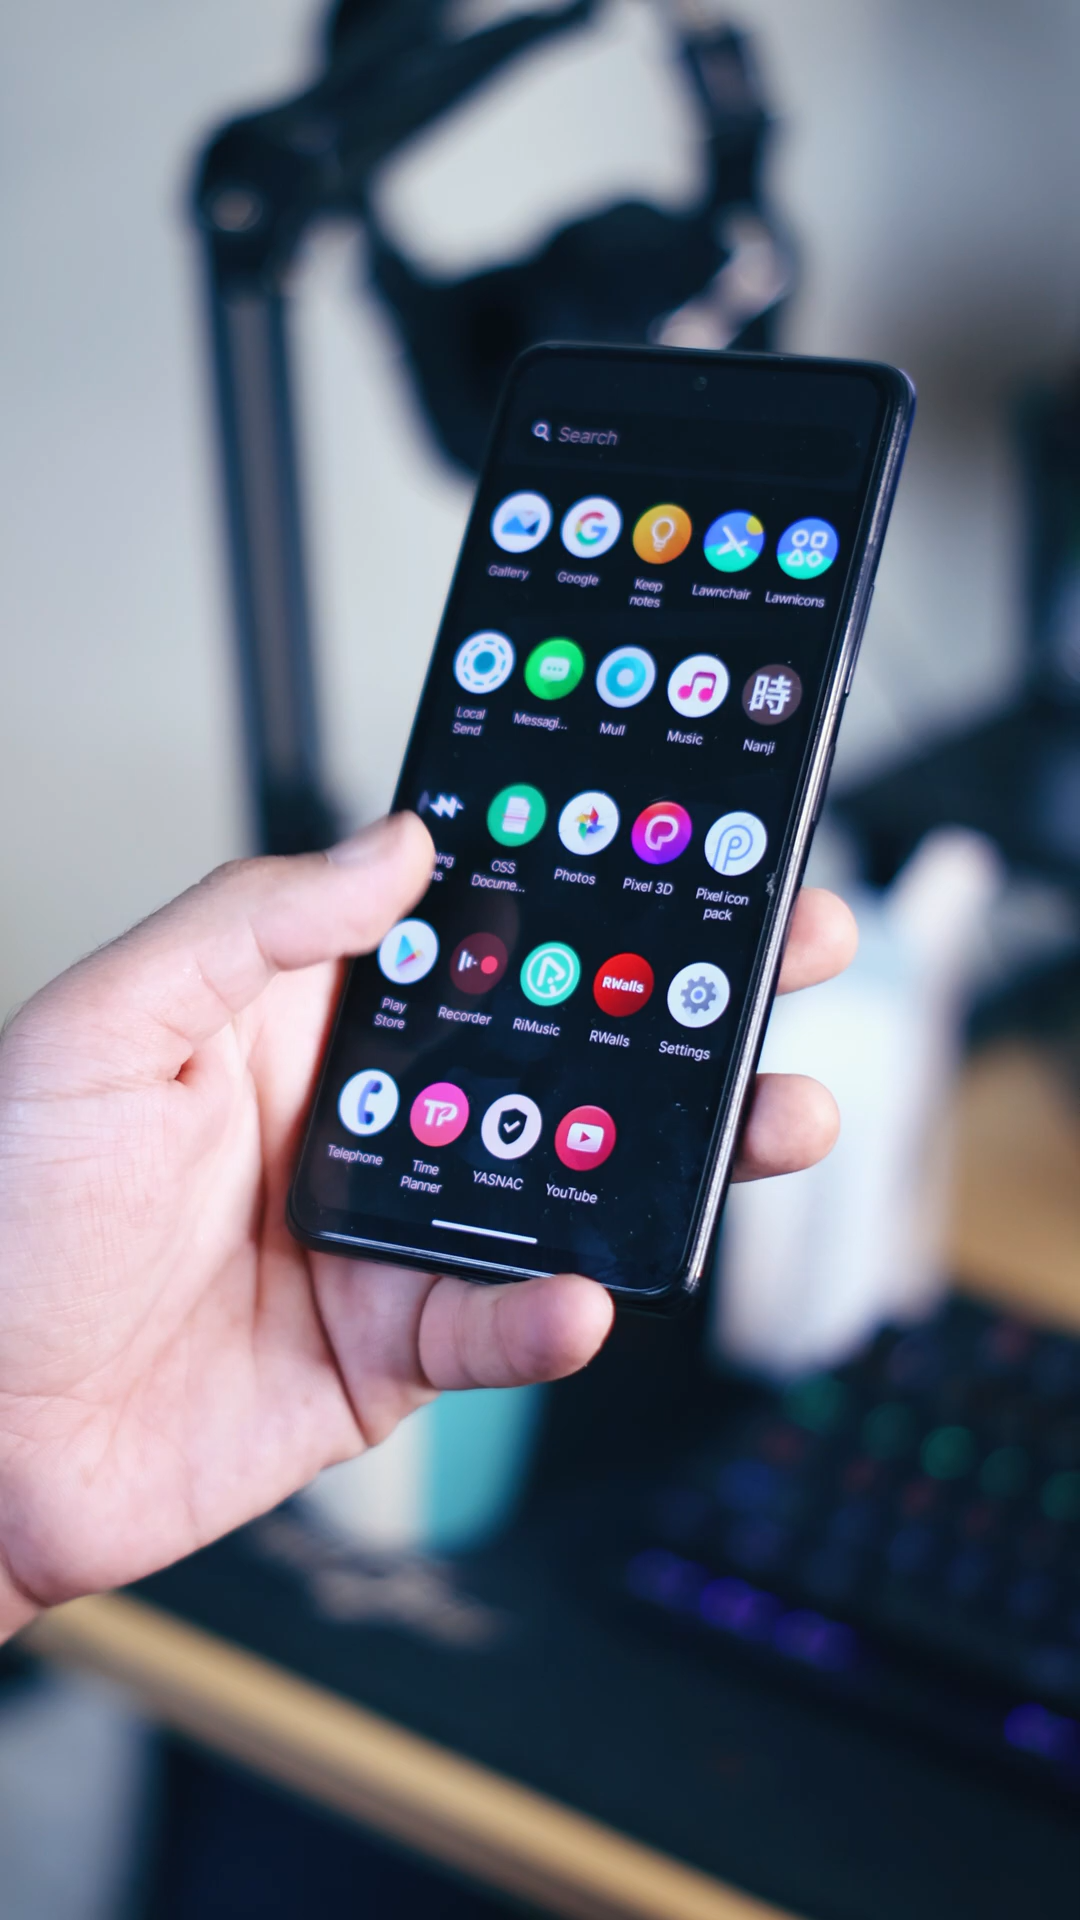 Search
Gallery
Google
Keep
notes
Lawnchair
Lawnicons
Local
Send
Messagi...
Mull
Music
時
Nanji
OSS
Docume...
Photos
Pixel 3D
Pixel icon
pack
Play
Store
Recorder
RiMusic
RWalls
RWalls
Settings
Telephone
TP
Time
Planner
YASNAC
YouTube